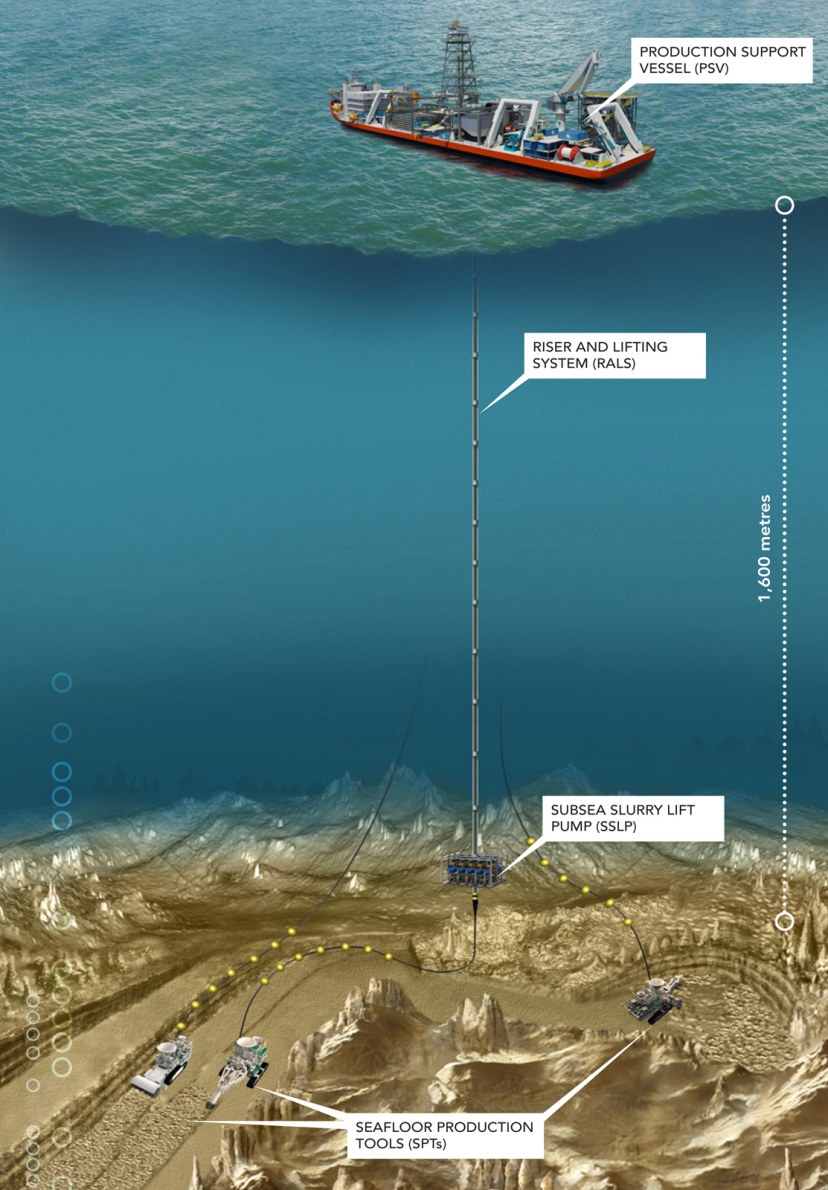 PRODUCTION SUPPORT
VESSEL (PSV)
RISER AND LIFTING
SYSTEM (RALS)
1,600 metres
SUBSEA SLURRY LIFT
PUMP (SSLP)
SEAFLOOR PRODUCTION
TOOLS (SPTs)